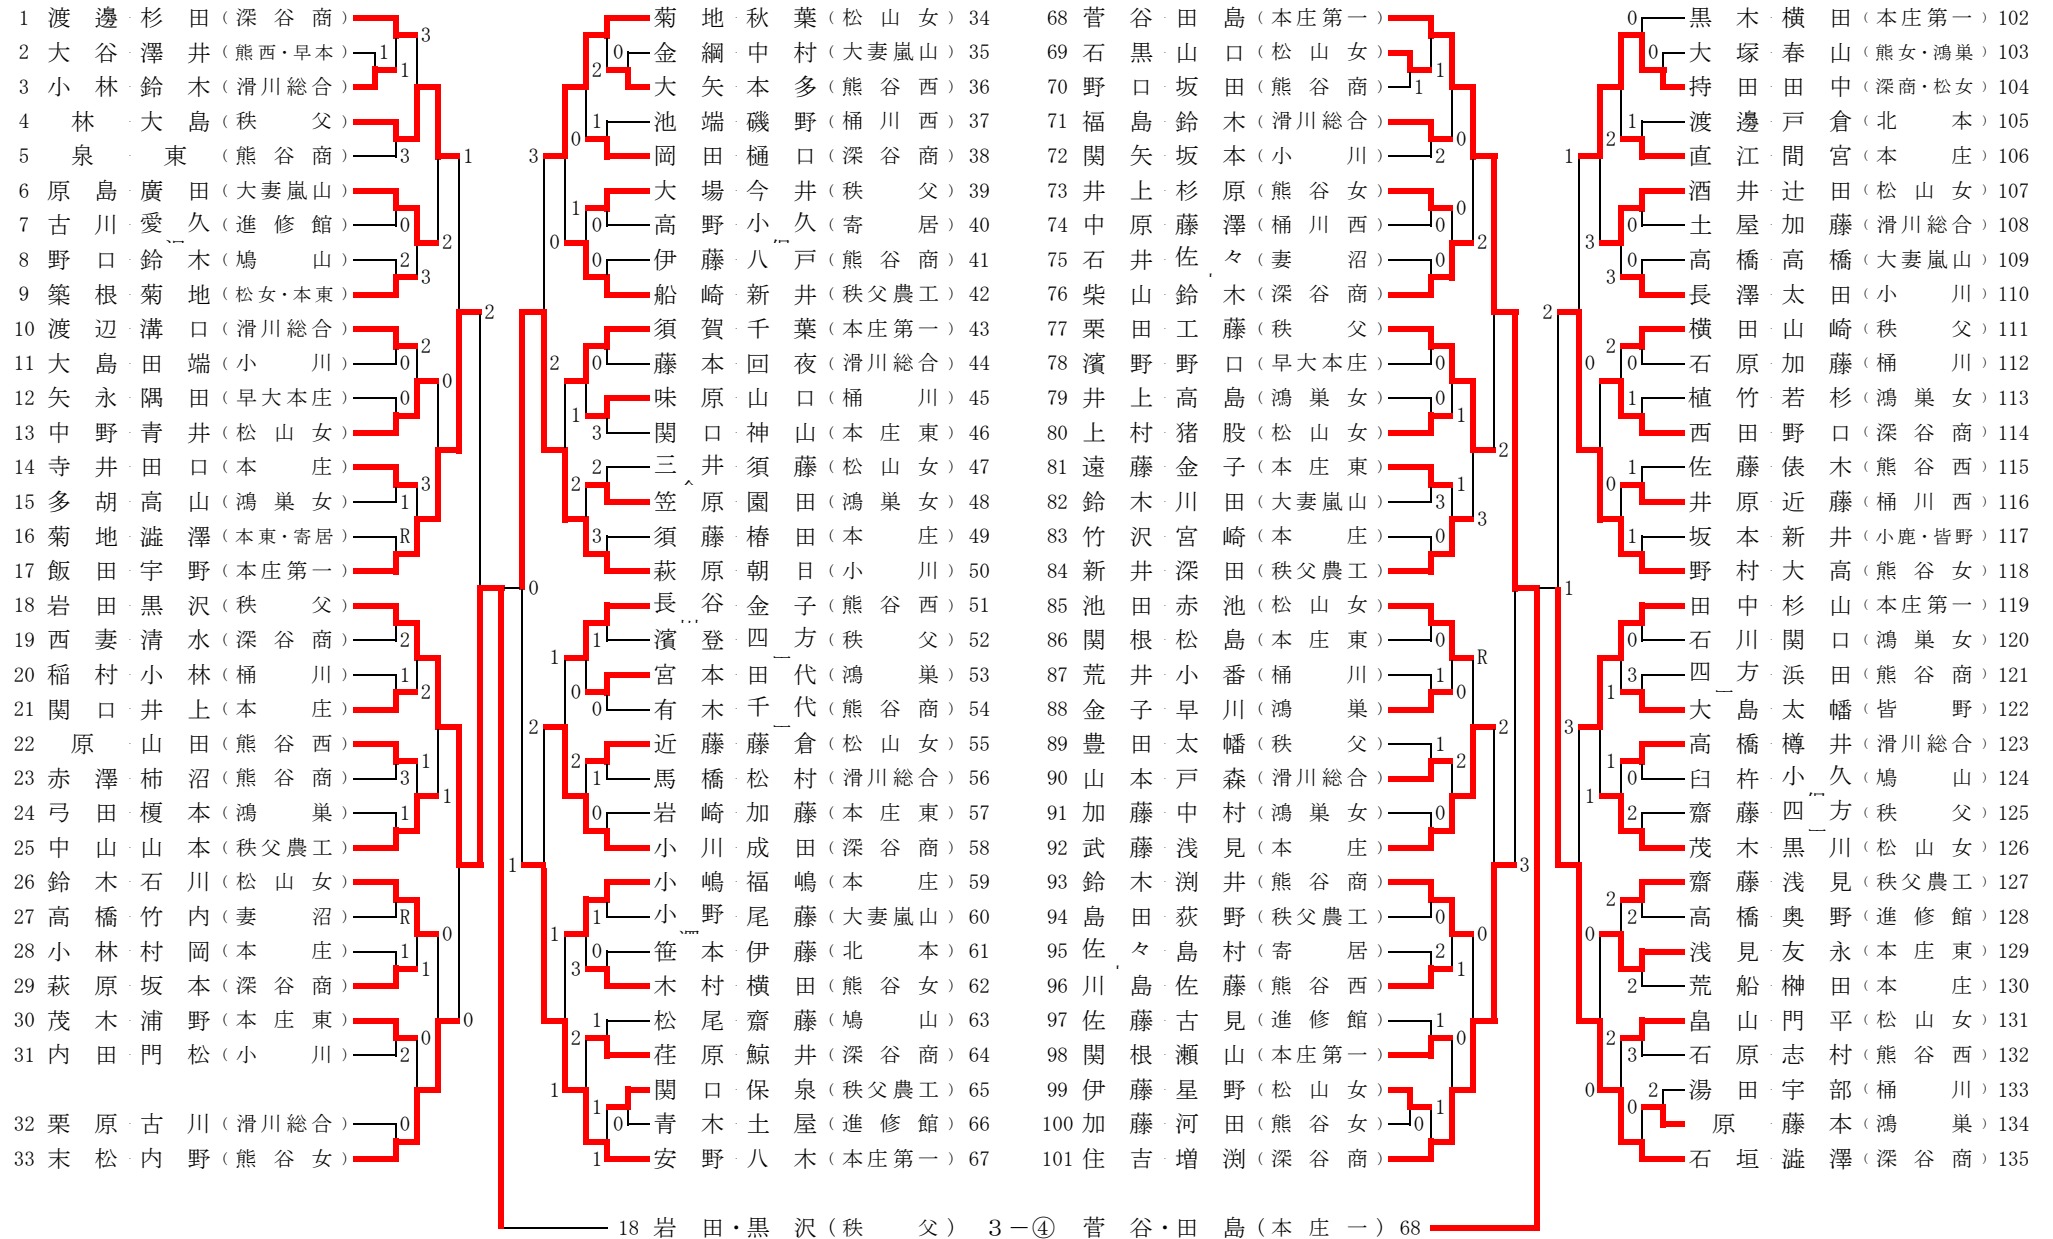 1 渡邊・杉田（深谷商）
2 大谷・澤井（熊西・早本）
3 小林・鈴木（滑川総合）
4 林・大島（秩父）
5 泉・東（熊谷商）
6 原島・廣田（大妻嵐山）
7 古川・愛久（進修館）
8 野口・鈴木（鳩山）
9 築根・菊地（松女・本東）
10 渡辺・溝口（滑川総合）
11 大島・田端（小川）
12 矢永・隅田（早大本庄）
13 中野・青井（松山女）
14 寺井・田口（本庄）
15 多胡・高山（鴻巣女）
16 菊地・澁澤（本東・寄居）
17 飯田・宇野（本庄第一）
18 岩田・黒沢（秩父）
19 西妻・清水（深谷商）
20 稲村・小林（桶川）
21 関口・井上（本庄）
22 原・山田（熊谷西）
23 赤澤・柿沼（熊谷商）
24 弓田・榎本（鴻巣）
25 中山・山本（秩父農工）
26 鈴木・石川（松山女）
27 高橋・竹内（妻沼）
28 小林・村岡（本庄）
29 萩原・坂本（深谷商）
30 茂木・浦野（本庄東）
31 内田・門松（小川）
32 栗原・古川（滑川総合）
33 末松・内野（熊谷女）
菊地・秋葉（松山女）34
金綱・中村（大妻嵐山）35
大矢・本多（熊谷西）36
池端・磯野（桶川西）37
岡田・樋口（深谷商）38
大場・今井（秩父）39
高野・小久（寄居）40
伊藤・八戸（熊谷商）41
船崎・新井（秩父農工）42
須賀・千葉（本庄第一）43
藤本・回夜（滑川総合）44
味原・山口（桶川）45
関口・神山（本庄東）46
三井・須藤（松山女）47
笠原・園田（鴻巣女）48
須藤・椿田（本庄）49
萩原・朝日（小川）50
長谷・金子（熊谷西）51
濱登・四方（秩父）52
宮本・田代（鴻巣）53
有木・千代（熊谷商）54
近藤・藤倉（松山女）55
馬橋・松村（滑川総合）56
岩崎・加藤（本庄東）57
小川・成田（深谷商）58
小嶋・福嶋（本庄）59
小野・尾藤（大妻嵐山）60
笹本・伊藤（北本）61
木村・横田（熊谷女）62
松尾・齋藤（鳩山）63
荏原・鯨井（深谷商）64
関口・保泉（秩父農工）65
青木・土屋（進修館）66
安野・八木（本庄第一）67
68 菅谷・田島（本庄第一）
69 石黒・山口（松山女）
70 野口・坂田（熊谷商）
71 福島・鈴木（滑川総合）
72 関矢・坂本（小川）
73 井上・杉原（熊谷女）
74 中原・藤澤（桶川西）
75 石井・佐々（妻沼）
76 柴山・鈴木（深谷商）
77 栗田・工藤（秩父）
78 濱野・野口（早大本庄）
79 井上・高島（鴻巣女）
80 上村・猪股（松山女）
81 遠藤・金子（本庄東）
82 鈴木・川田（大妻嵐山）
83 竹沢・宮崎（本庄）
84 新井・深田（秩父農工）
85 池田・赤池（松山女）
86 関根・松島（本庄東）
87 荒井・小番（桶川）
88 金子・早川（鴻巣）
89 豊田・太幡（秩父）
90 山本・戸森（滑川総合）
91 加藤・中村（鴻巣女）
92 武藤・浅見（本庄）
93 鈴木・渕井（熊谷商）
94 島田・荻野（秩父農工）
95 佐々・島村（寄居）
96 川島・佐藤（熊谷西）
97 佐藤・古見（進修館）
98 関根・瀬山（本庄第一）
99 伊藤・星野（松山女）
100 加藤・河田（熊谷女）
101 住吉・増渕（深谷商）
黒木・横田（本庄第一）102
大塚・春山（熊女・鴻巣）103
持田・田中（深商・松女）104
渡邊・戸倉（北本）105
直江・間宮（本庄）106
酒井・辻田（松山女）107
土屋・加藤（滑川総合）108
高橋・高橋（大妻嵐山）109
長澤・太田（小川）110
横田・山崎（秩父）111
石原・加藤（桶川）112
植竹・若杉（鴻巣女）113
西田・野口（深谷商）114
佐藤・俵木（熊谷西）115
井原・近藤（桶川西）116
坂本・新井（小鹿・皆野）117
野村・大高（熊谷女）118
田中・杉山（本庄第一）119
石川・関口（鴻巣女）120
四方・浜田（熊谷商）121
大島・太幡（皆野）122
高橋・樽井（滑川総合）123
臼杵・小久（鳩山）124
齋藤・四方（秩父）125
茂木・黒川（松山女）126
齋藤・浅見（秩父農工）127
高橋・奥野（進修館）128
浅見・友永（本庄東）129
荒船・榊田（本庄）130
畠山・門平（松山女）131
石原・志村（熊谷西）132
湯田・宇部（桶川）133
原・藤本（鴻巣）134
石垣・澁澤（深谷商）135
18 岩田・黒沢（秩父） 3－④ 菅谷・田島（本庄一）68